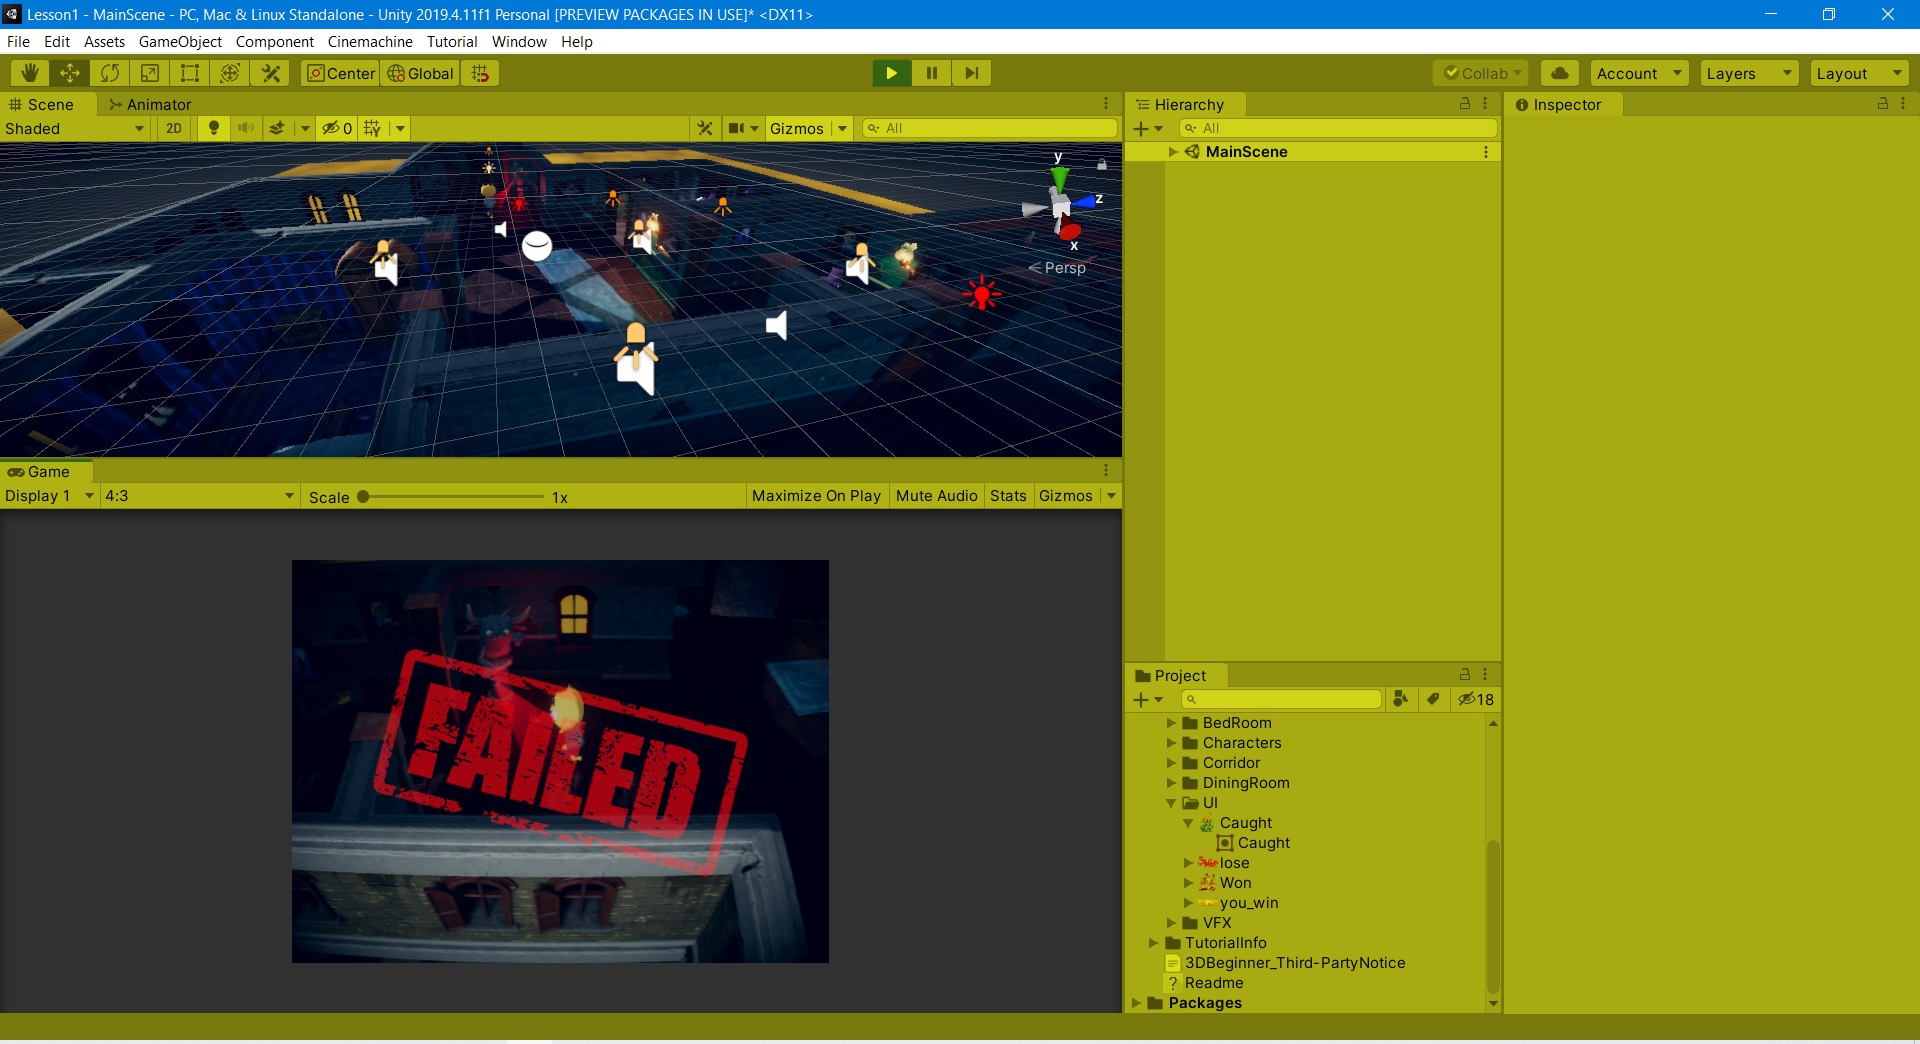 Lesson1 - MainScene - PC, Mac & Linux Standalone - Unity 2019.4.11f1 Personal [PREVIEW PACKAGES IN USE]* <DX11>
File Edit Assets GameObject Component Cinemachine Tutorial Window Help
Center Global Collab Account Layers Layout
Scene Animator
Shaded 2D 0 Gizmos All
y
z
x
Persp
Game
Display 1 4:3 Scale 1x Maximize On Play Mute Audio Stats Gizmos
FAILED
Hierarchy
All
MainScene
Project
18
BedRoom
Characters
Corridor
DiningRoom
UI
Caught
Caught
lose
Won
you_win
VFX
TutorialInfo
3DBeginner_Third-PartyNotice
? Readme
Packages
Inspector